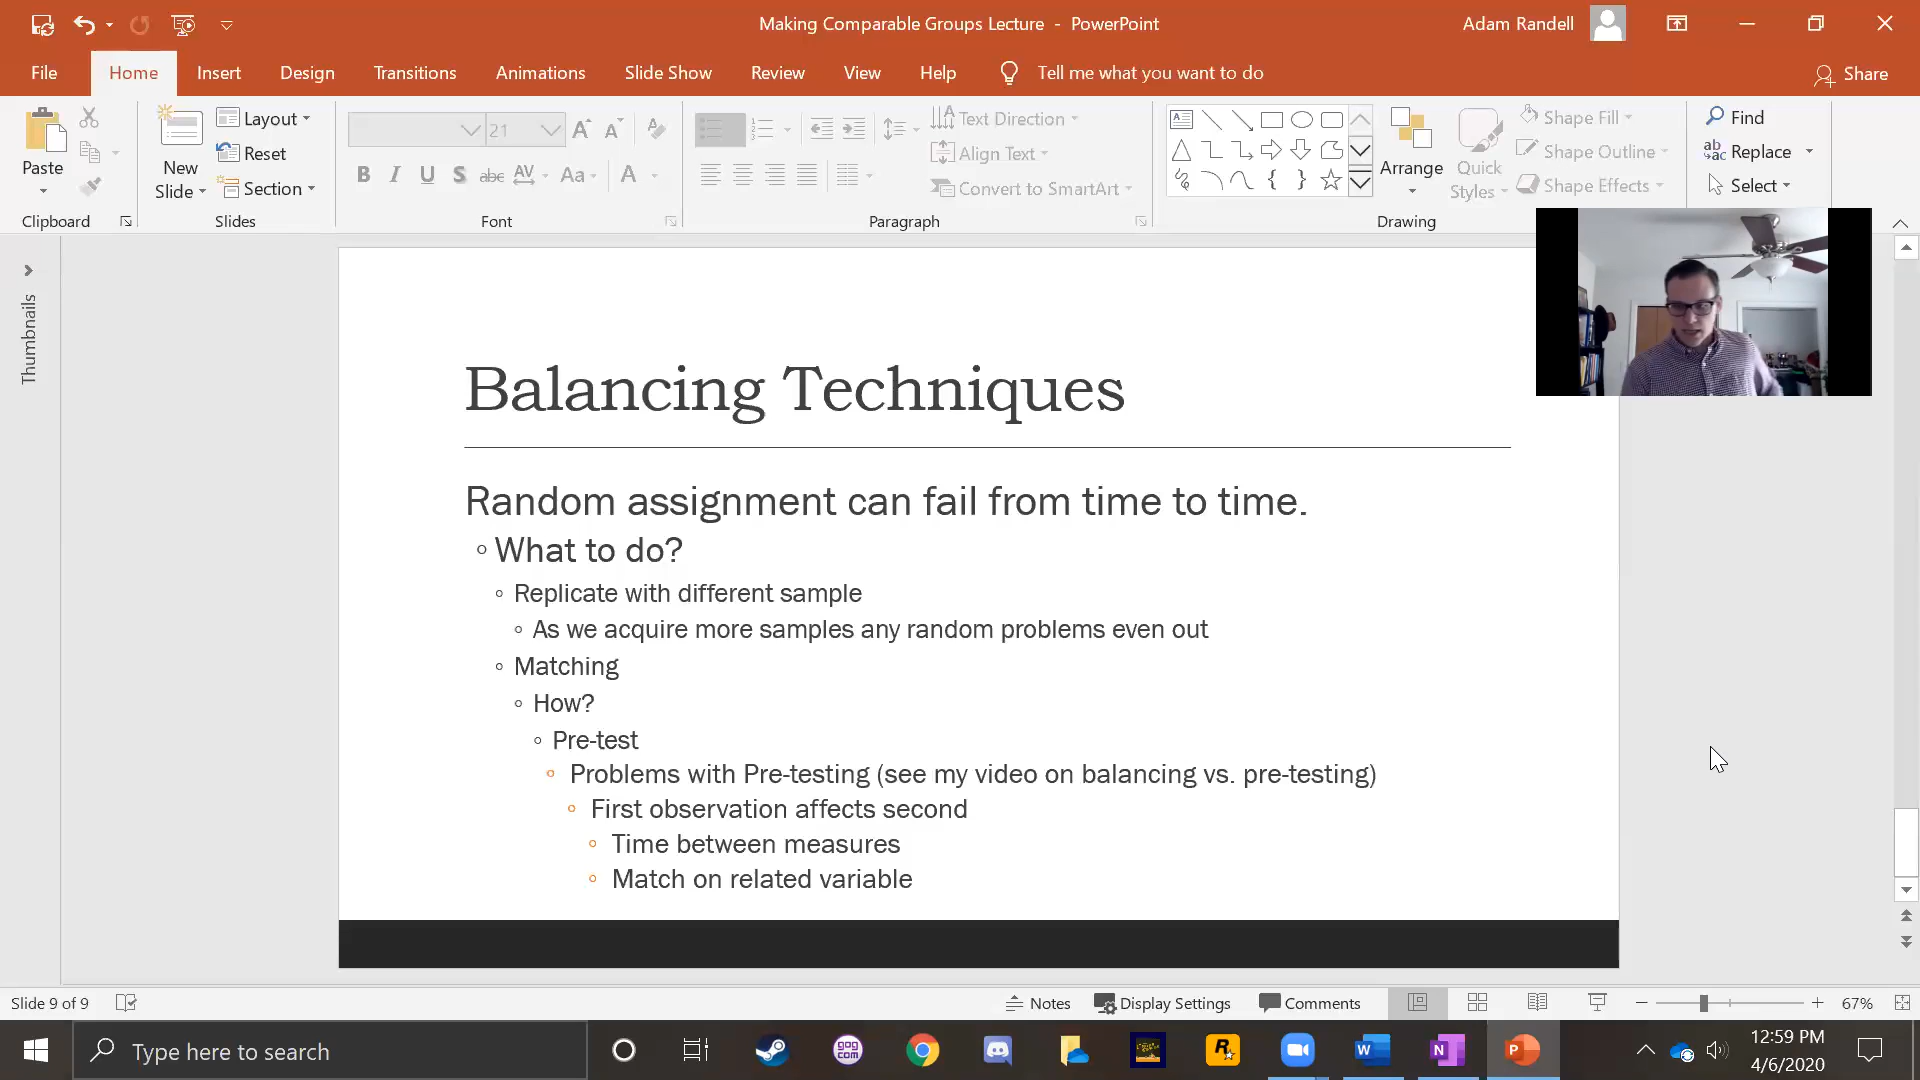 Making Comparable Groups Lecture - PowerPoint
Adam Randell
File Home Insert Design Transitions Animations Slide Show Review View Help Tell me what you want to do Share
Paste
Clipboard
New Slide
Layout
Reset
Section
Slides
21
B I U S abc AV Aa A
Font
Text Direction
Align Text
Convert to SmartArt
Paragraph
Arrange
Quick Styles
Shape Fill
Shape Outline
Shape Effects
Drawing
Find
Replace
Select
Thumbnails
Balancing Techniques
Random assignment can fail from time to time.
What to do?
Replicate with different sample
As we acquire more samples any random problems even out
Matching
How?
Pre-test
Problems with Pre-testing (see my video on balancing vs. pre-testing)
First observation affects second
Time between measures
Match on related variable
Slide 9 of 9
Notes Display Settings Comments 67%
Type here to search
12:59 PM
4/6/2020